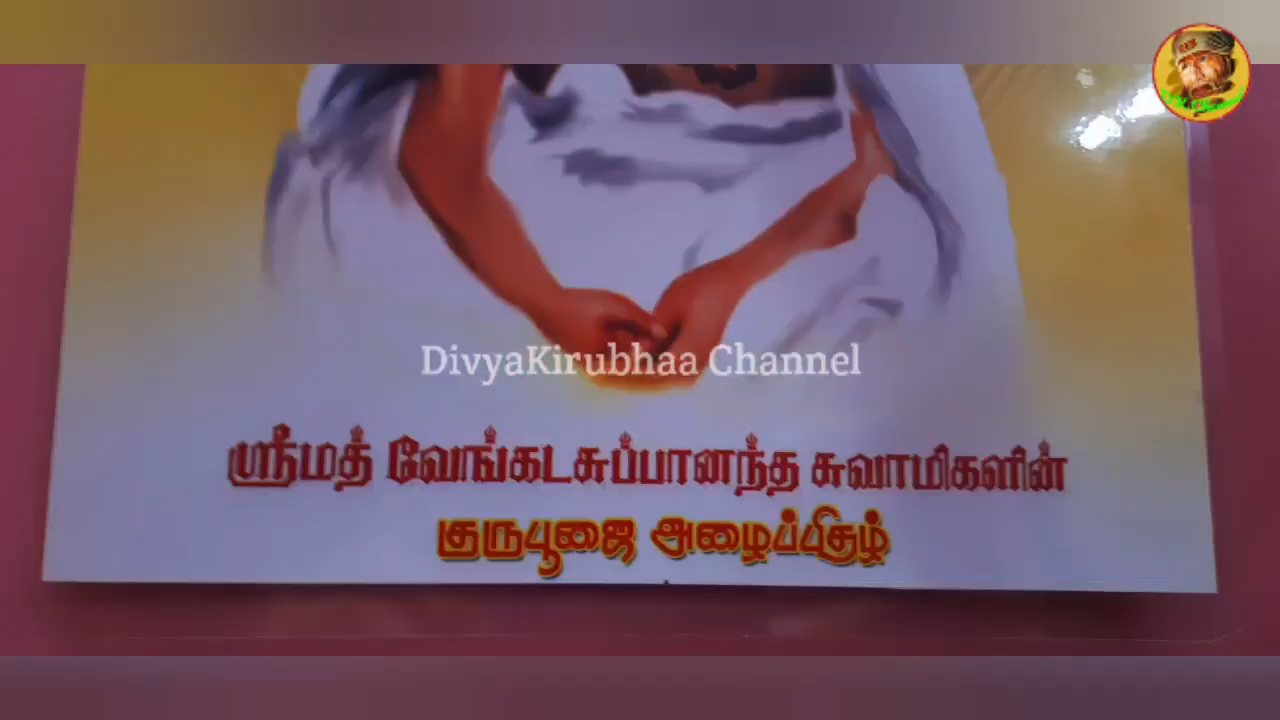 DivyaKirubhaa Channel
ஸ்ரீமத் வேங்கடசுப்பானந்த சுவாமிகளின்
குருபூஜை அழைப்பிதழ்